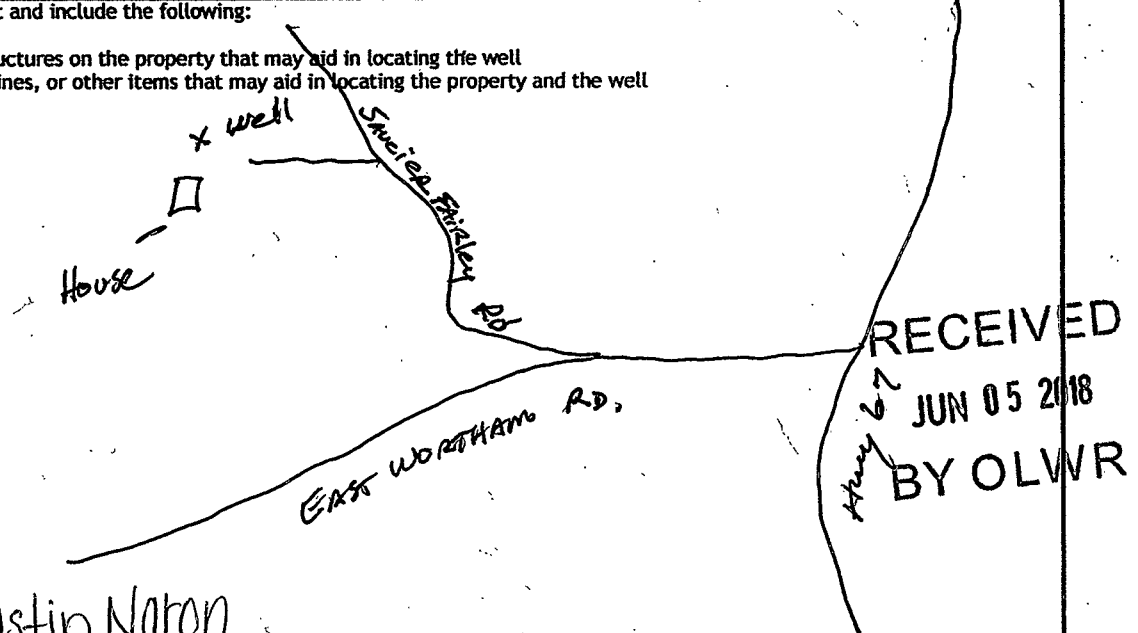 : and include the following:
uctures on the property that may aid in locating the well
ines, or other items that may aid in locating the property and the well
x well
SAUCIER FAIRley
Rd
House
RECEIVED
JUN 05 2018
BY OLWR
Hwy 67
EAST WORTHAM RD.
stin